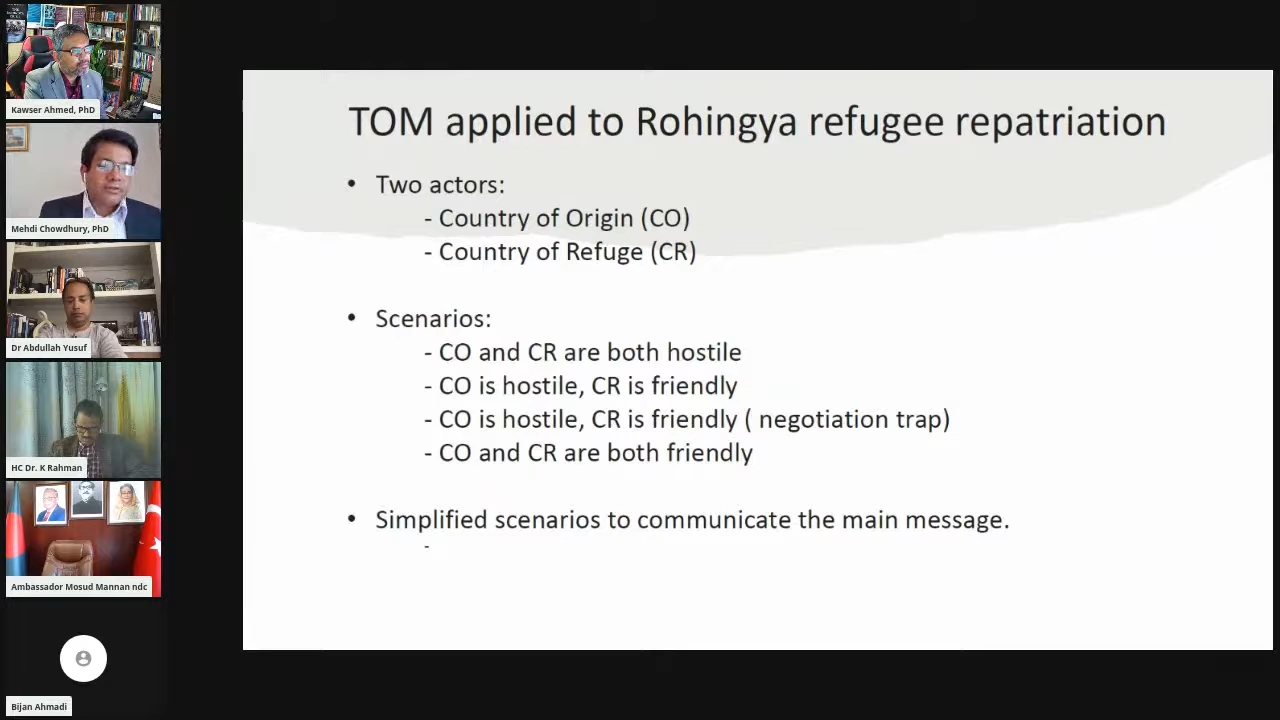 Kawser Ahmed, PhD
Mehdi Chowdhury, PhD
Dr Abdullah Yusuf
HC Dr. K Rahman
Ambassador Mosud Mannan ndc
Bijan Ahmadi
TOM applied to Rohingya refugee repatriation
• Two actors:
- Country of Origin (CO)
- Country of Refuge (CR)
• Scenarios:
- CO and CR are both hostile
- CO is hostile, CR is friendly
- CO is hostile, CR is friendly ( negotiation trap)
- CO and CR are both friendly
• Simplified scenarios to communicate the main message.
-